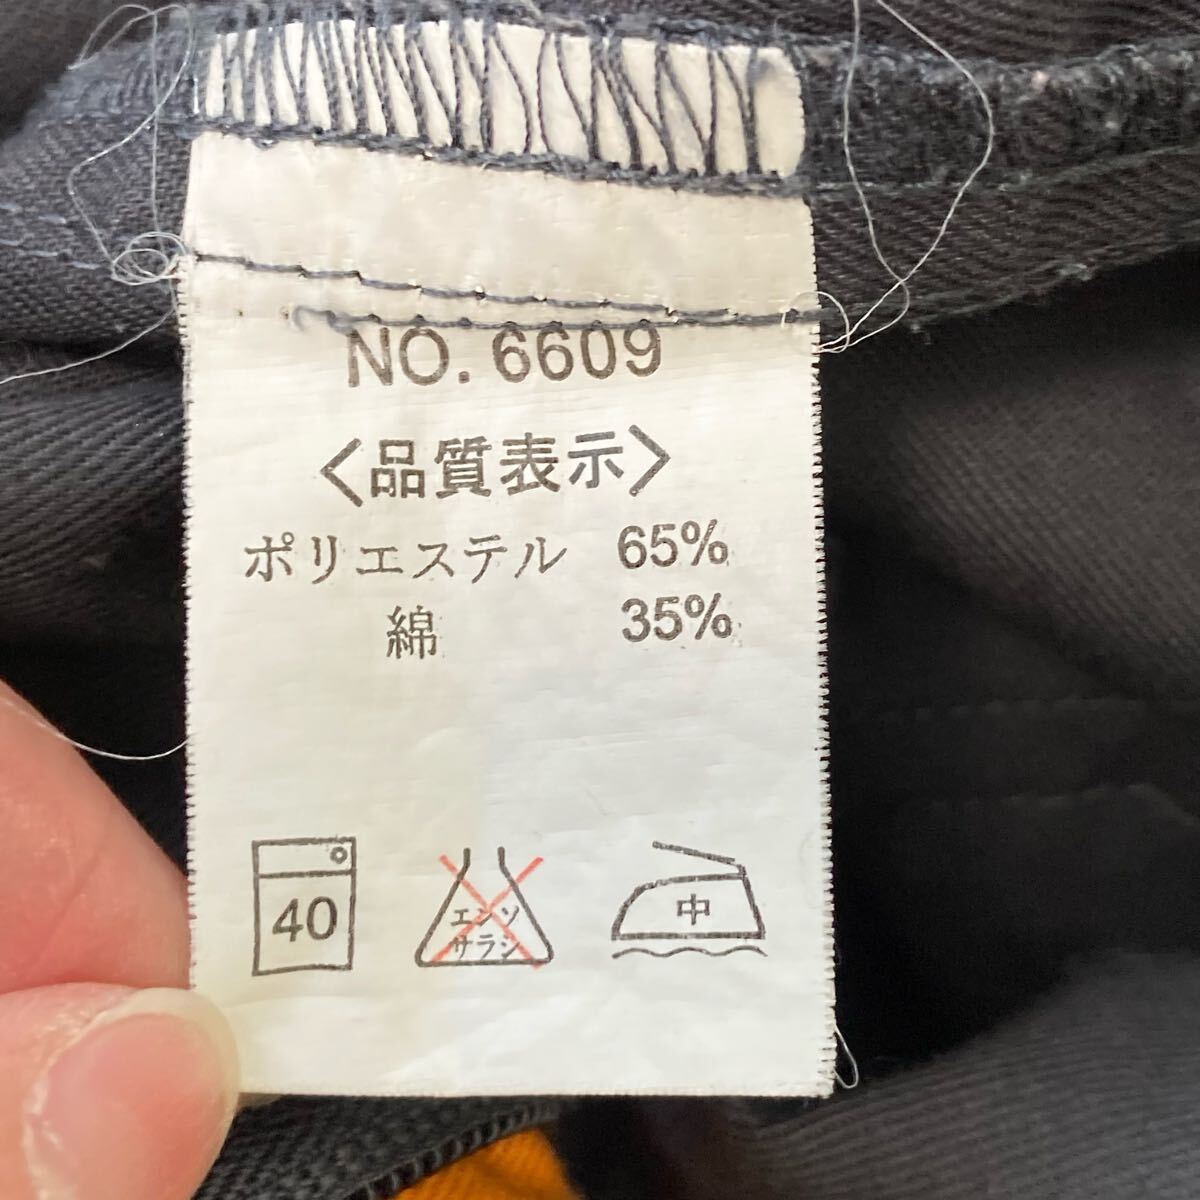 NO. 6609
〈品質表示〉
ポリエステル 65%
綿 35%
40
エンソ
サラシ
中